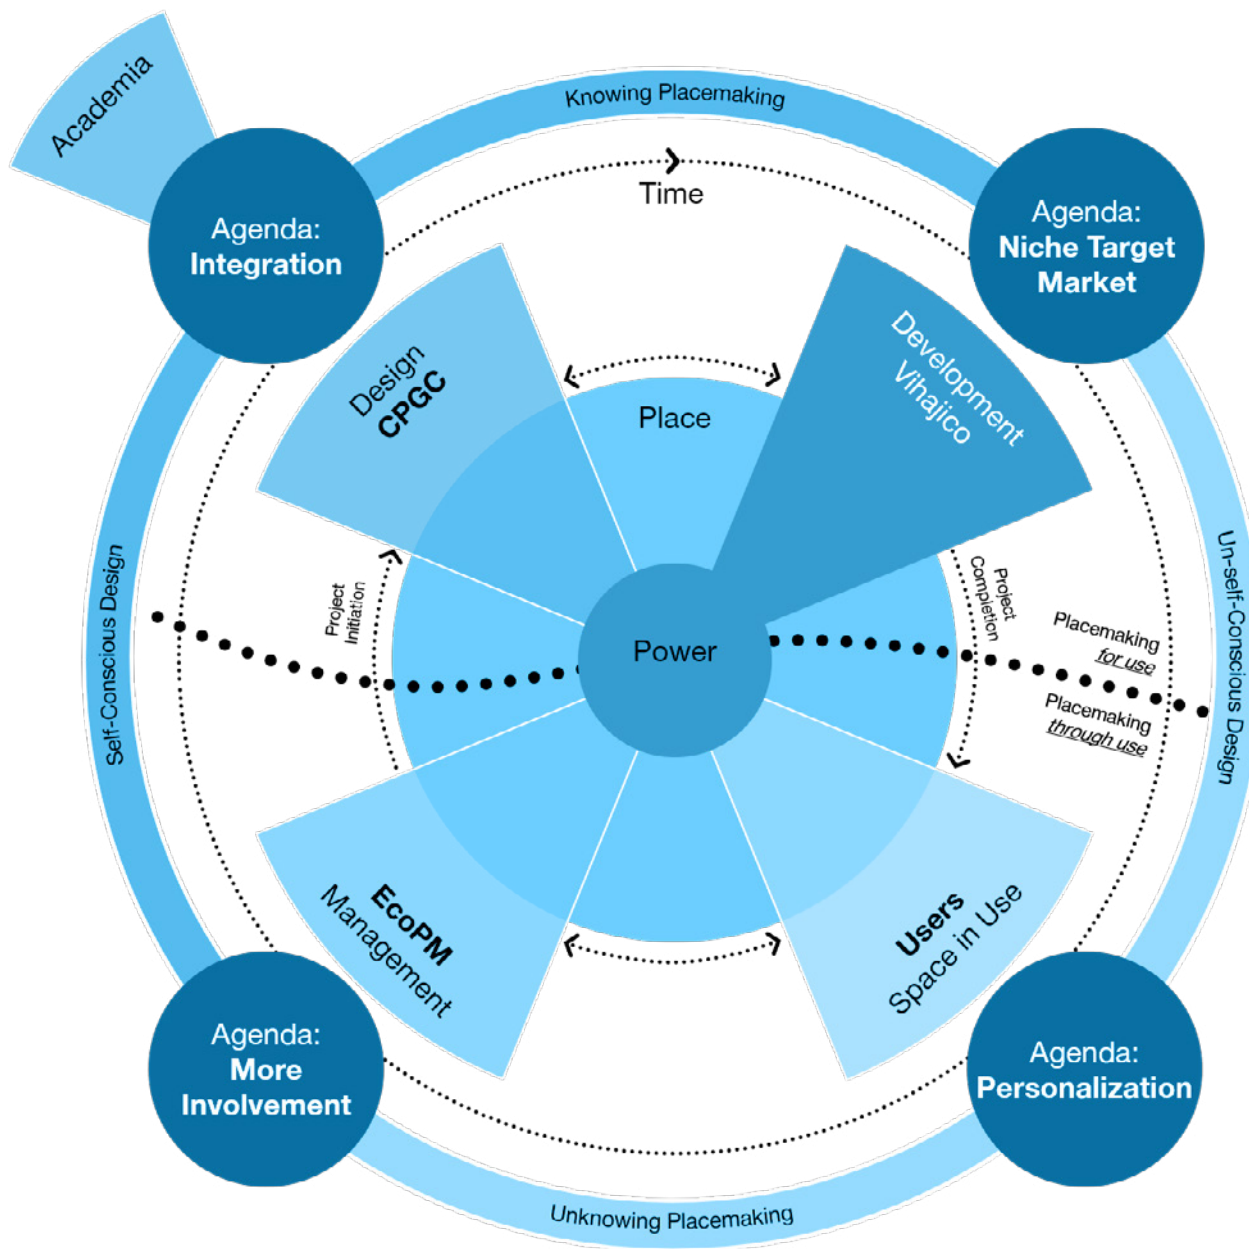 Academia
Knowing Placemaking
Time
Agenda:
Integration
Agenda:
Niche Target
Market
Design
CPGC
Place
Development
Vihajico
Self-Conscious Design
Project
Initiation
Power
Project
Completion
Placemaking
for use
Placemaking
through use
Un-self-Conscious Design
EcoPM
Management
Users
Space in Use
Agenda:
More
Involvement
Agenda:
Personalization
Unknowing Placemaking